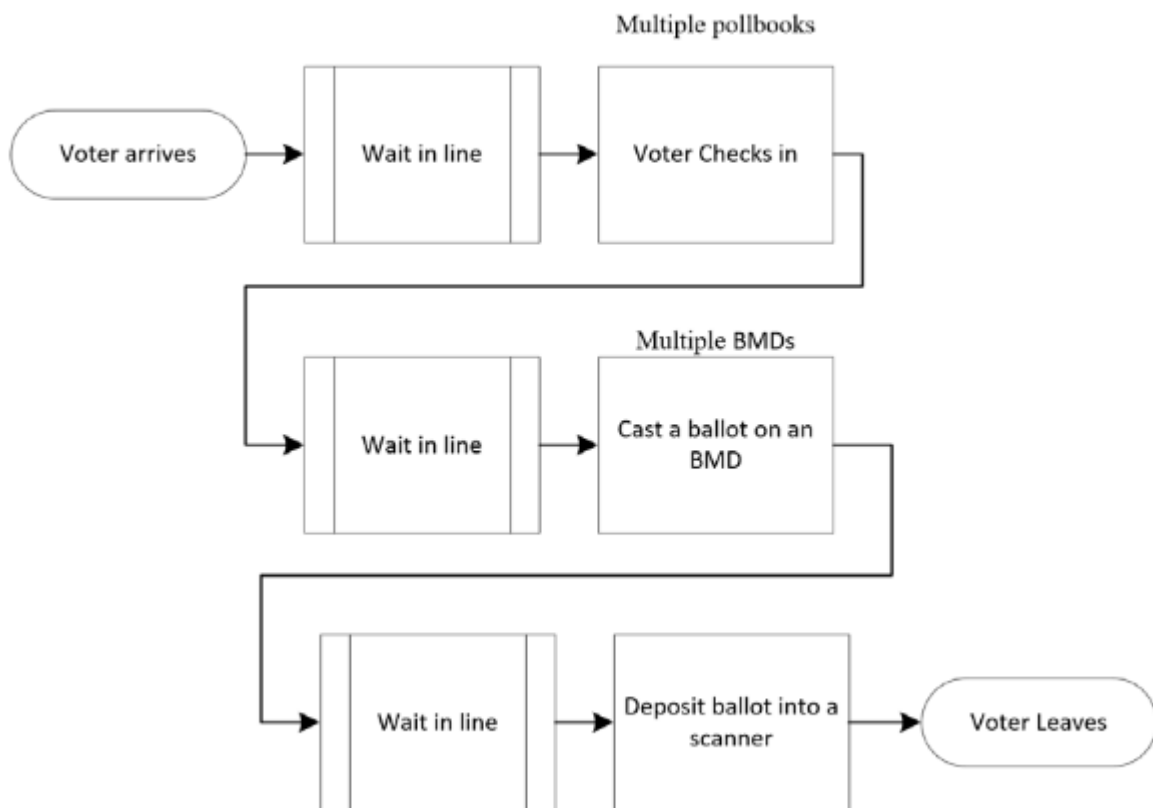 Multiple pollbooks
Voter arrives
Wait in line
Voter Checks in
Multiple BMDs
Wait in line
Cast a ballot on an
BMD
Wait in line
Deposit ballot into a
scanner
Voter Leaves